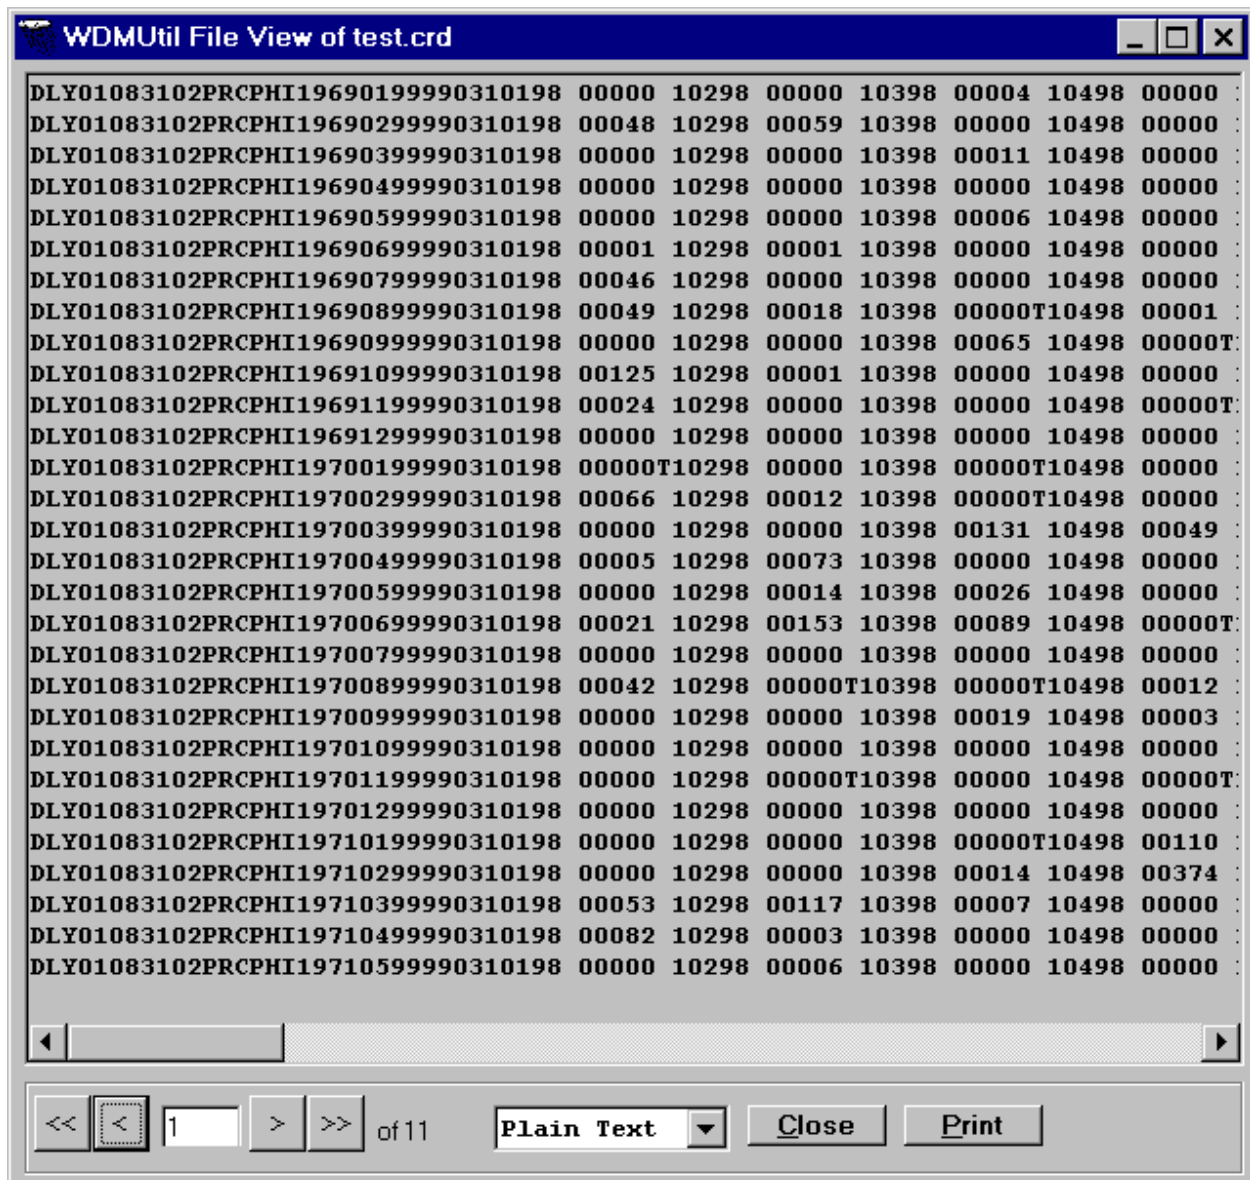 WDMUtil File View of test.crd
DLY01083102PRCPHI19690199990310198 00000 10298 00000 10398 00004 10498 00000
DLY01083102PRCPHI19690299990310198 00048 10298 00059 10398 00000 10498 00000
DLY01083102PRCPHI19690399990310198 00000 10298 00000 10398 00011 10498 00000
DLY01083102PRCPHI19690499990310198 00000 10298 00000 10398 00000 10498 00000
DLY01083102PRCPHI19690599990310198 00000 10298 00000 10398 00006 10498 00000
DLY01083102PRCPHI19690699990310198 00001 10298 00001 10398 00000 10498 00000
DLY01083102PRCPHI19690799990310198 00046 10298 00000 10398 00000 10498 00000
DLY01083102PRCPHI19690899990310198 00049 10298 00018 10398 00000T10498 00001
DLY01083102PRCPHI19690999990310198 00000 10298 00000 10398 00065 10498 00000T
DLY01083102PRCPHI19691099990310198 00125 10298 00001 10398 00000 10498 00000
DLY01083102PRCPHI19691199990310198 00024 10298 00000 10398 00000 10498 00000T
DLY01083102PRCPHI19691299990310198 00000 10298 00000 10398 00000 10498 00000
DLY01083102PRCPHI19700199990310198 00000T10298 00000 10398 00000T10498 00000
DLY01083102PRCPHI19700299990310198 00066 10298 00012 10398 00000T10498 00000
DLY01083102PRCPHI19700399990310198 00000 10298 00000 10398 00131 10498 00049
DLY01083102PRCPHI19700499990310198 00005 10298 00073 10398 00000 10498 00000
DLY01083102PRCPHI19700599990310198 00000 10298 00014 10398 00026 10498 00000
DLY01083102PRCPHI19700699990310198 00021 10298 00153 10398 00089 10498 00000T
DLY01083102PRCPHI19700799990310198 00000 10298 00000 10398 00000 10498 00000
DLY01083102PRCPHI19700899990310198 00042 10298 00000T10398 00000T10498 00012
DLY01083102PRCPHI19700999990310198 00000 10298 00000 10398 00019 10498 00003
DLY01083102PRCPHI19701099990310198 00000 10298 00000 10398 00000 10498 00000
DLY01083102PRCPHI19701199990310198 00000 10298 00000T10398 00000 10498 00000T
DLY01083102PRCPHI19701299990310198 00000 10298 00000 10398 00000 10498 00000
DLY01083102PRCPHI19710199990310198 00000 10298 00000 10398 00000T10498 00110
DLY01083102PRCPHI19710299990310198 00000 10298 00000 10398 00014 10498 00374
DLY01083102PRCPHI19710399990310198 00053 10298 00117 10398 00007 10498 00000
DLY01083102PRCPHI19710499990310198 00082 10298 00003 10398 00000 10498 00000
DLY01083102PRCPHI19710599990310198 00000 10298 00006 10398 00000 10498 00000
<< < 1 > >> of 11 Plain Text Close Print